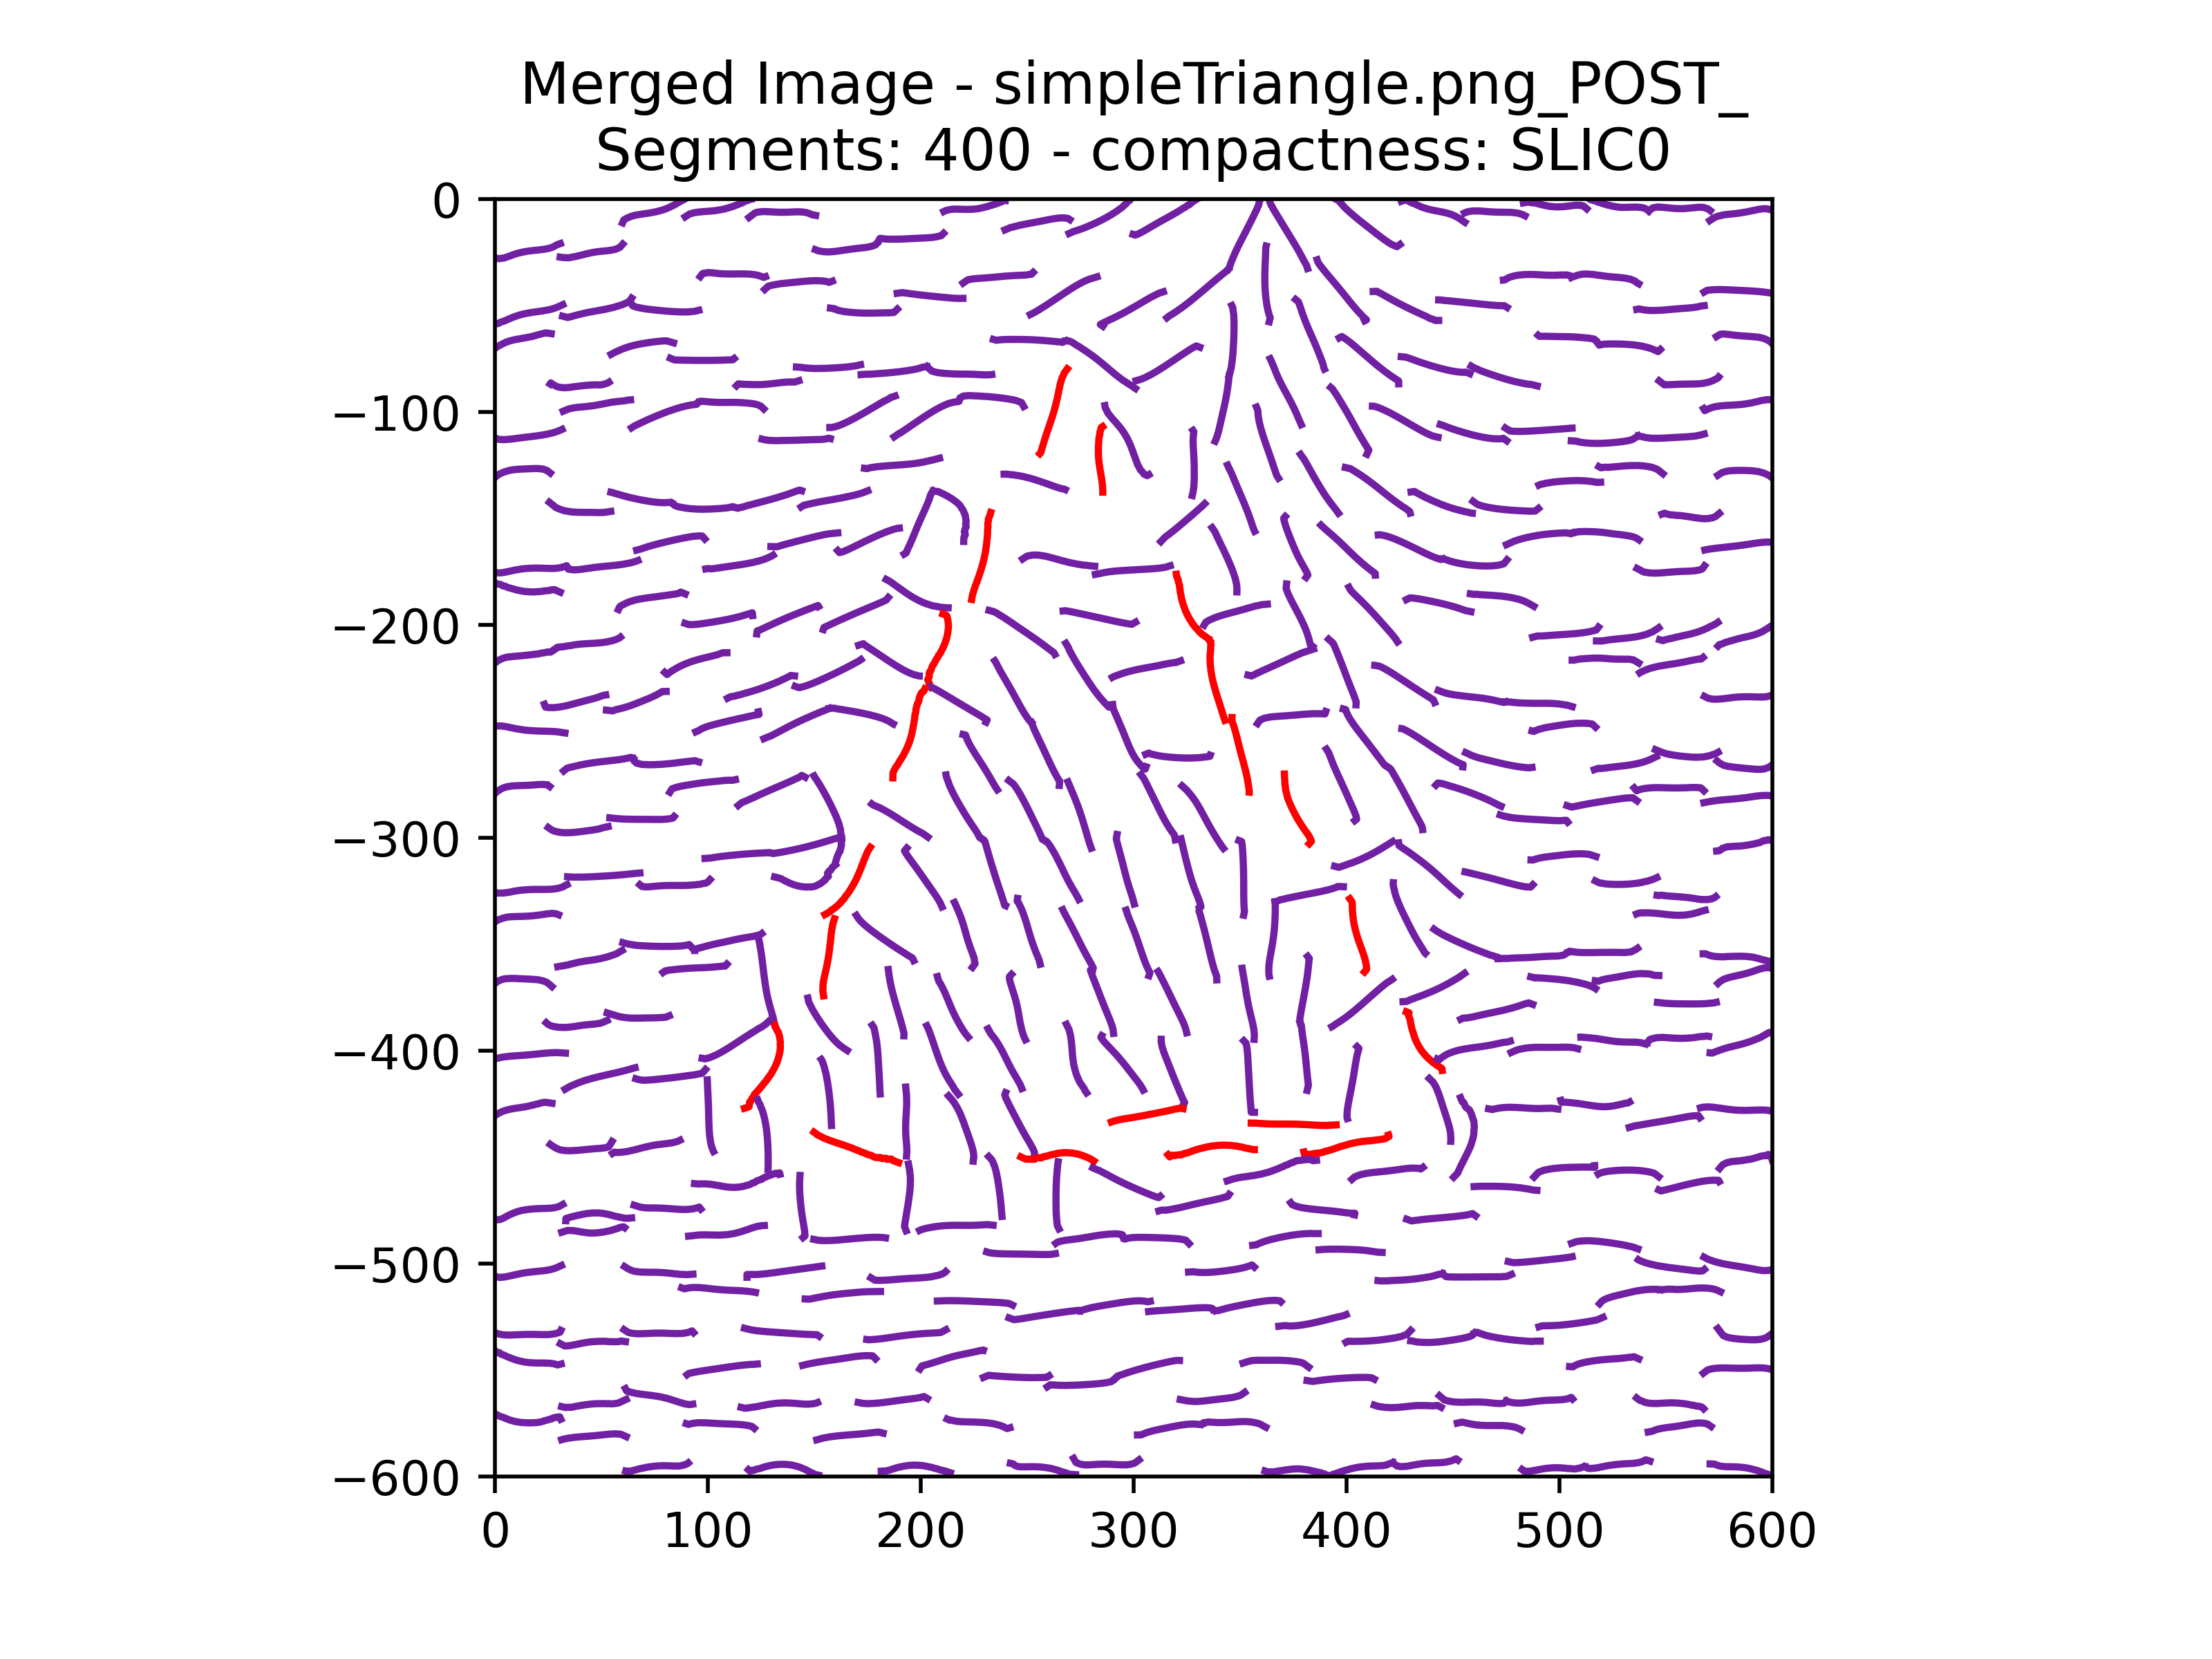 Merged Image - simpleTriangle.png_POST_
Segments: 400 - compactness: SLIC0
0
−100
−200
−300
−400
−500
−600
0 100 200 300 400 500 600